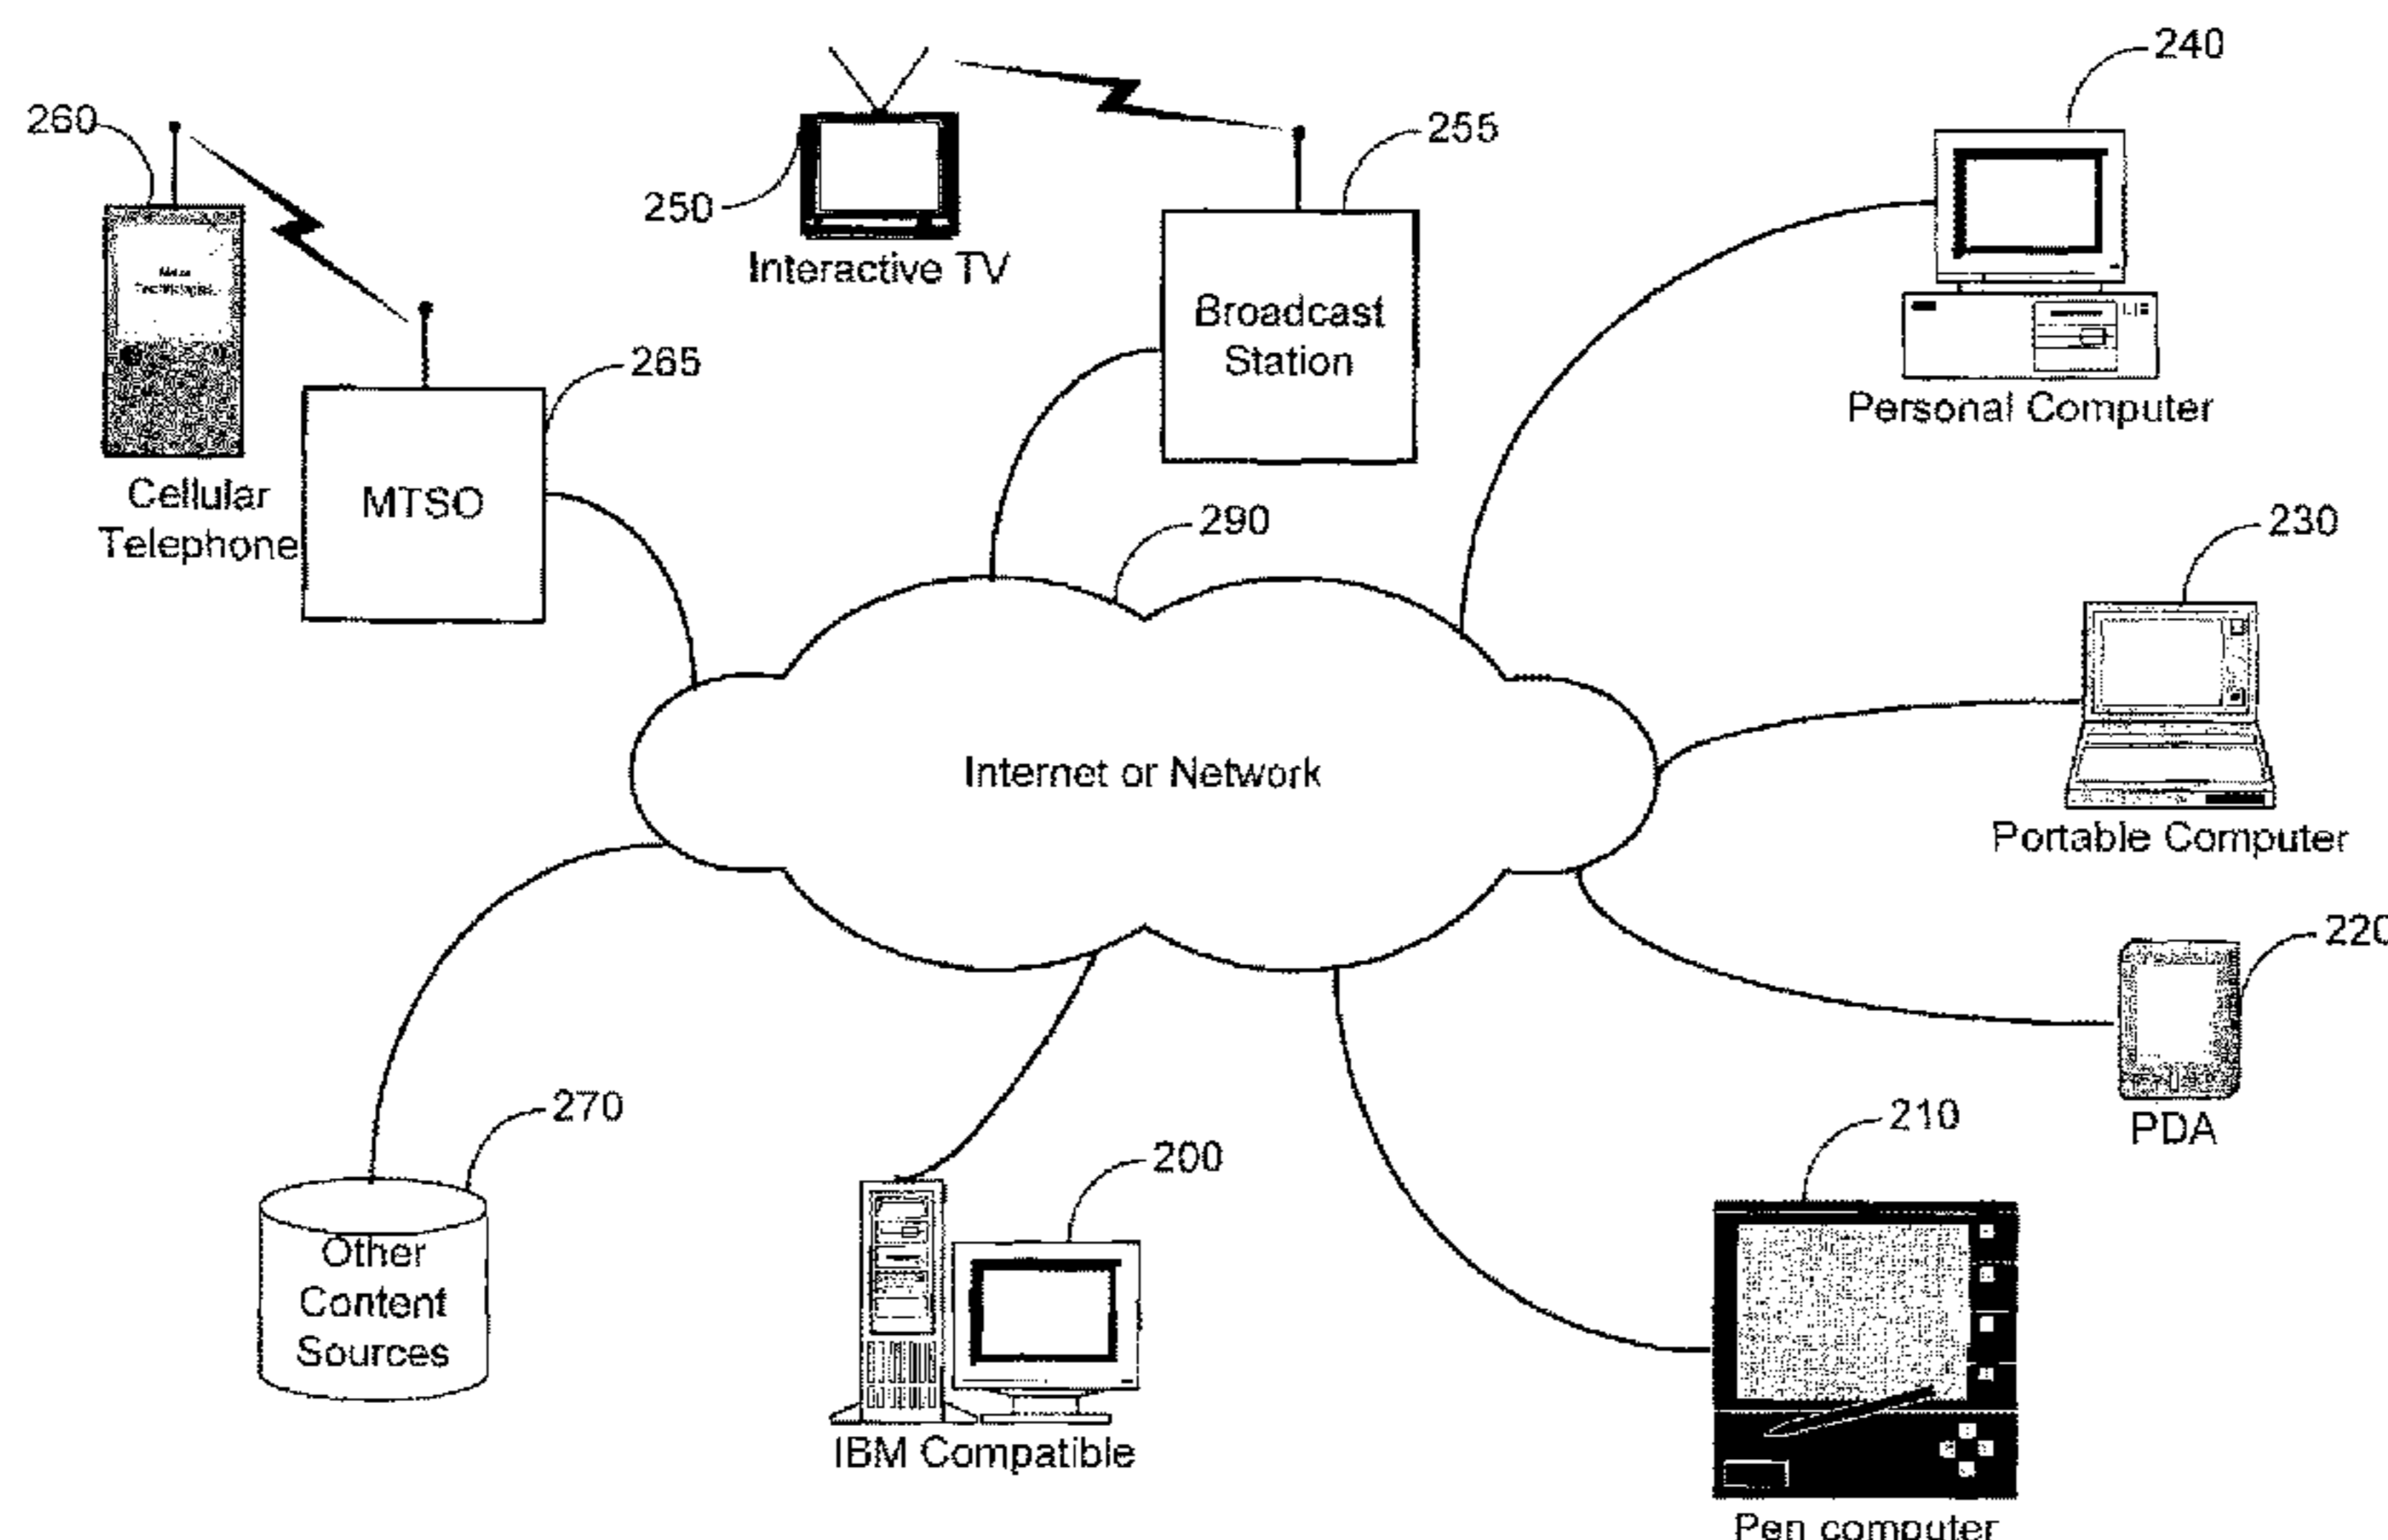 240
260
255
250
Interactive TV
Broadcast
Station
265
Personal Computer
MTSO
Cellular
Telephone
290
230
Internet or Network
Portable Computer
220
270
210
PDA
200
Other
Content
Sources
IBM Compatible
Pen computer